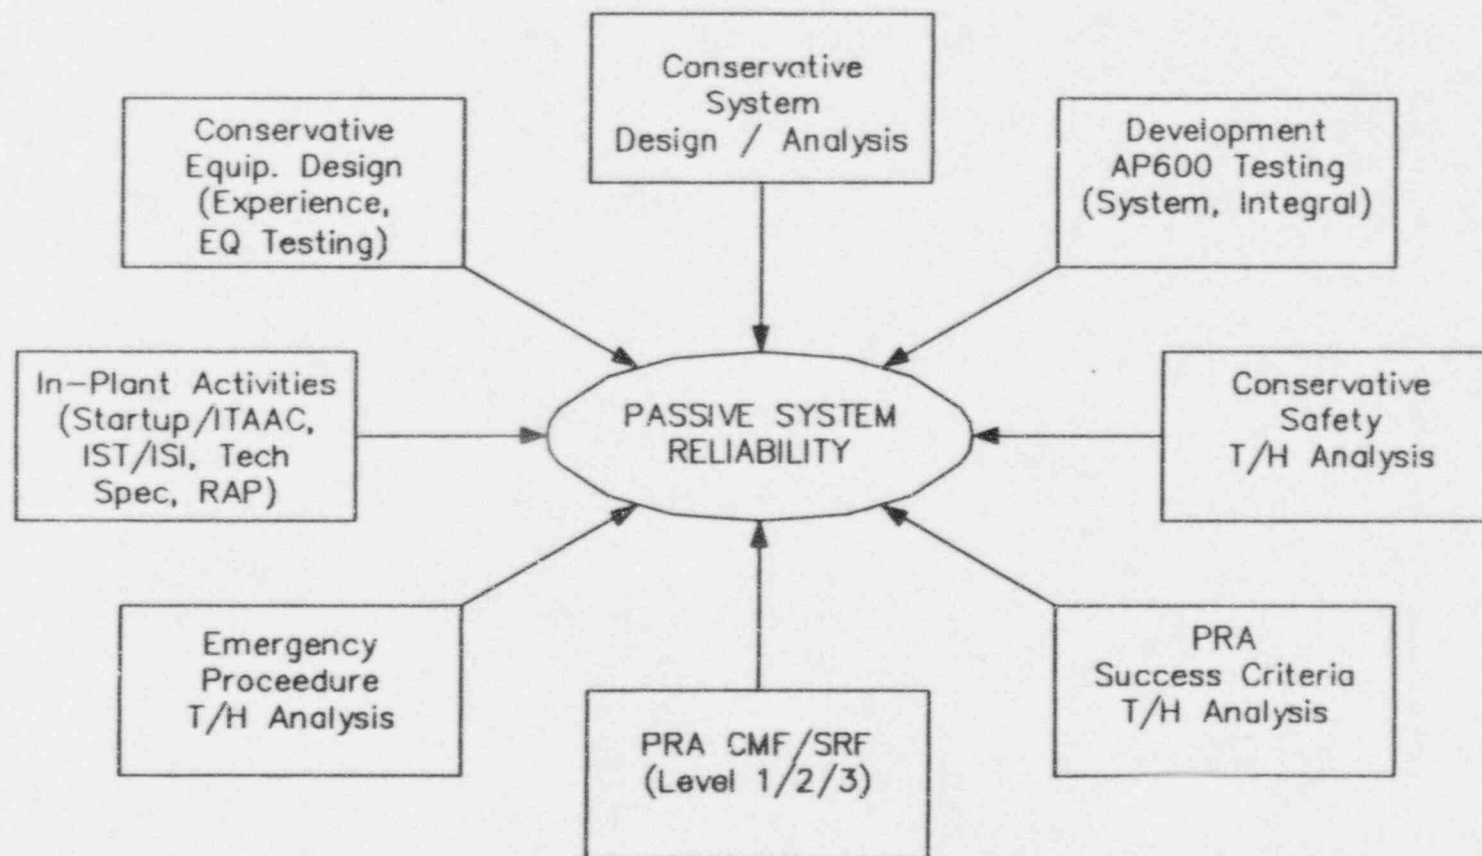 Conservative
System
Design / Analysis
Conservative
Equip. Design
(Experience,
EQ Testing)
Development
AP600 Testing
(System, Integral)
In-Plant Activities
(Startup/ITAAC,
IST/ISI, Tech
Spec, RAP)
PASSIVE SYSTEM
RELIABILITY
Conservative
Safety
T/H Analysis
Emergency
Proceedure
T/H Analysis
PRA CMF/SRF
(Level 1/2/3)
PRA
Success Criteria
T/H Analysis